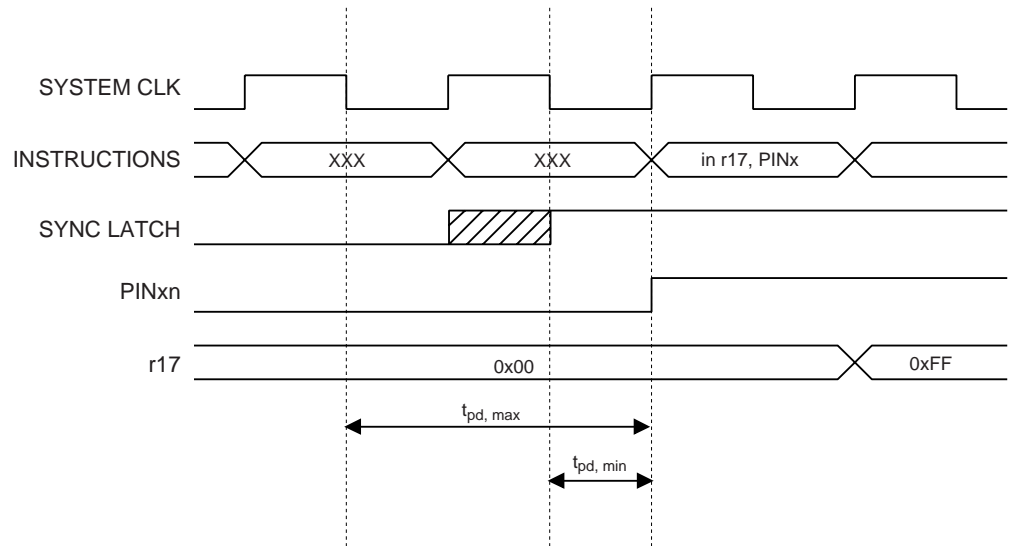 SYSTEM CLK
INSTRUCTIONS XXX XXX in r17, PINx
SYNC LATCH
PINxn
r17 0x00 0xFF
tpd, max
tpd, min